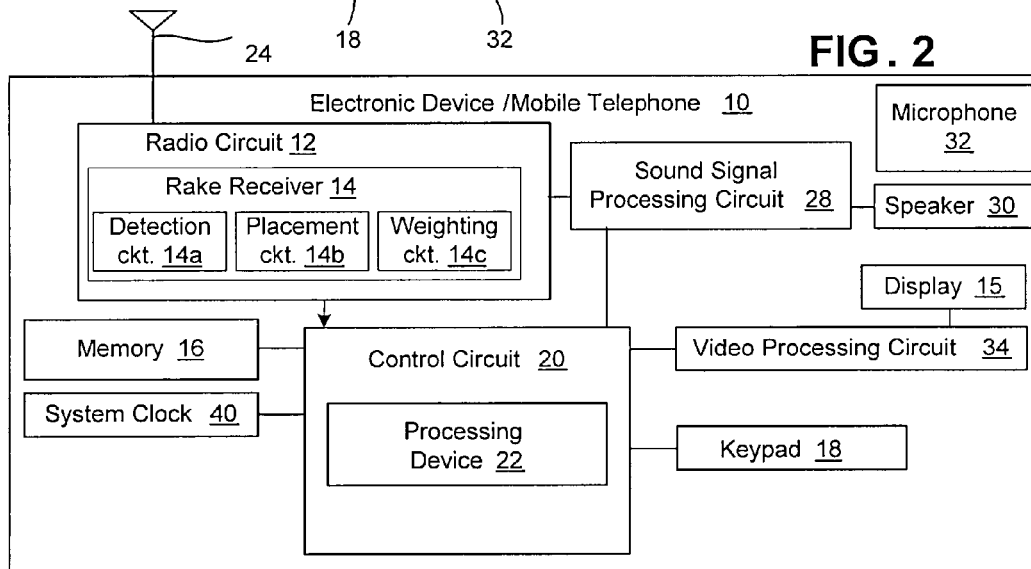 18 32
24
FIG. 2
Electronic Device /Mobile Telephone 10
Radio Circuit 12
Rake Receiver 14
Detection
ckt. 14a
Placement
ckt. 14b
Weighting
ckt. 14c
Sound Signal
Processing Circuit 28
Microphone
32
Speaker 30
Display 15
Memory 16
Control Circuit 20
Video Processing Circuit 34
System Clock 40
Processing
Device 22
Keypad 18